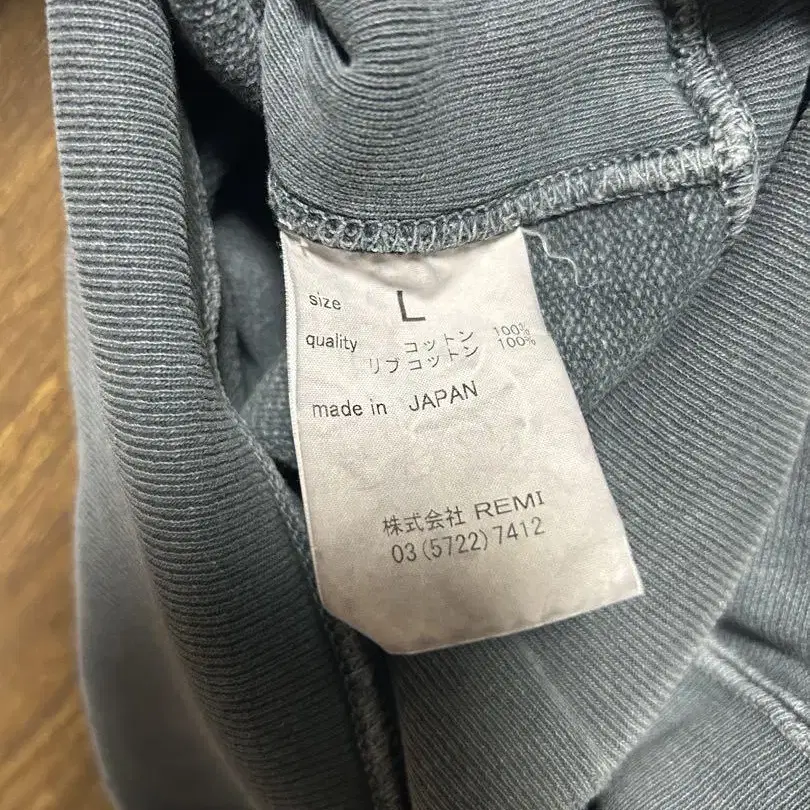 size L
quality コットン 100%
リブコットン 100%
made in JAPAN
株式会社 REMI
03(5722)7412